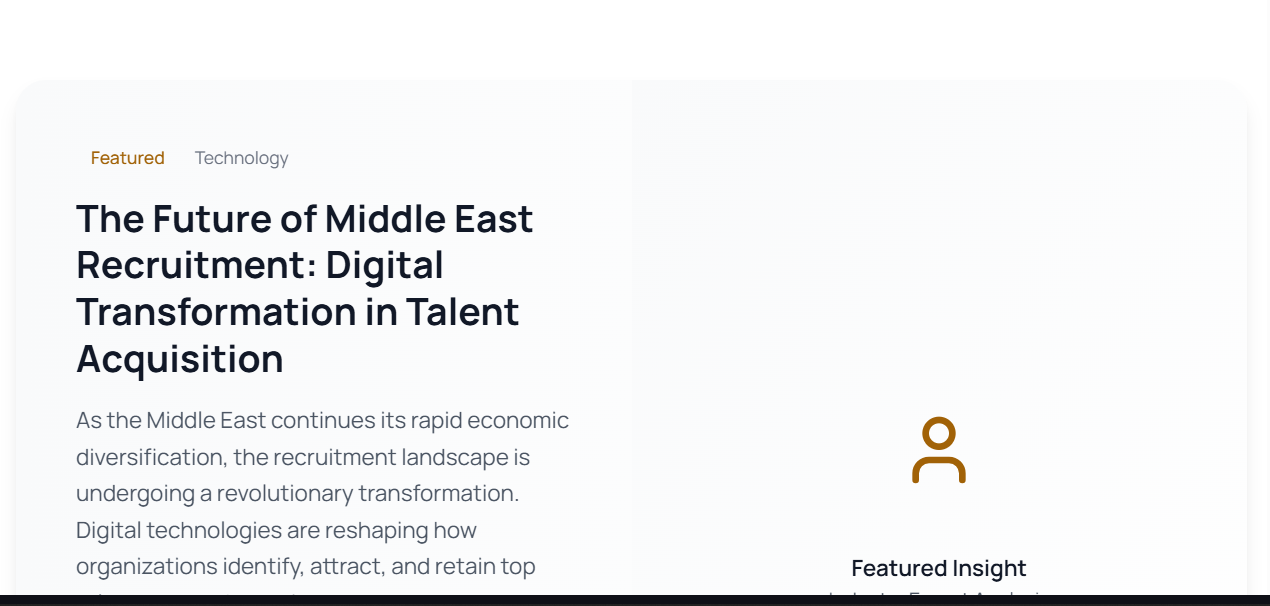 Featured
Technology
The Future of Middle East
Recruitment: Digital
Transformation in Talent
Acquisition
As the Middle East continues its rapid economic
diversification, the recruitment landscape is
undergoing a revolutionary transformation.
Digital technologies are reshaping how
organizations identify, attract, and retain top
Featured Insight